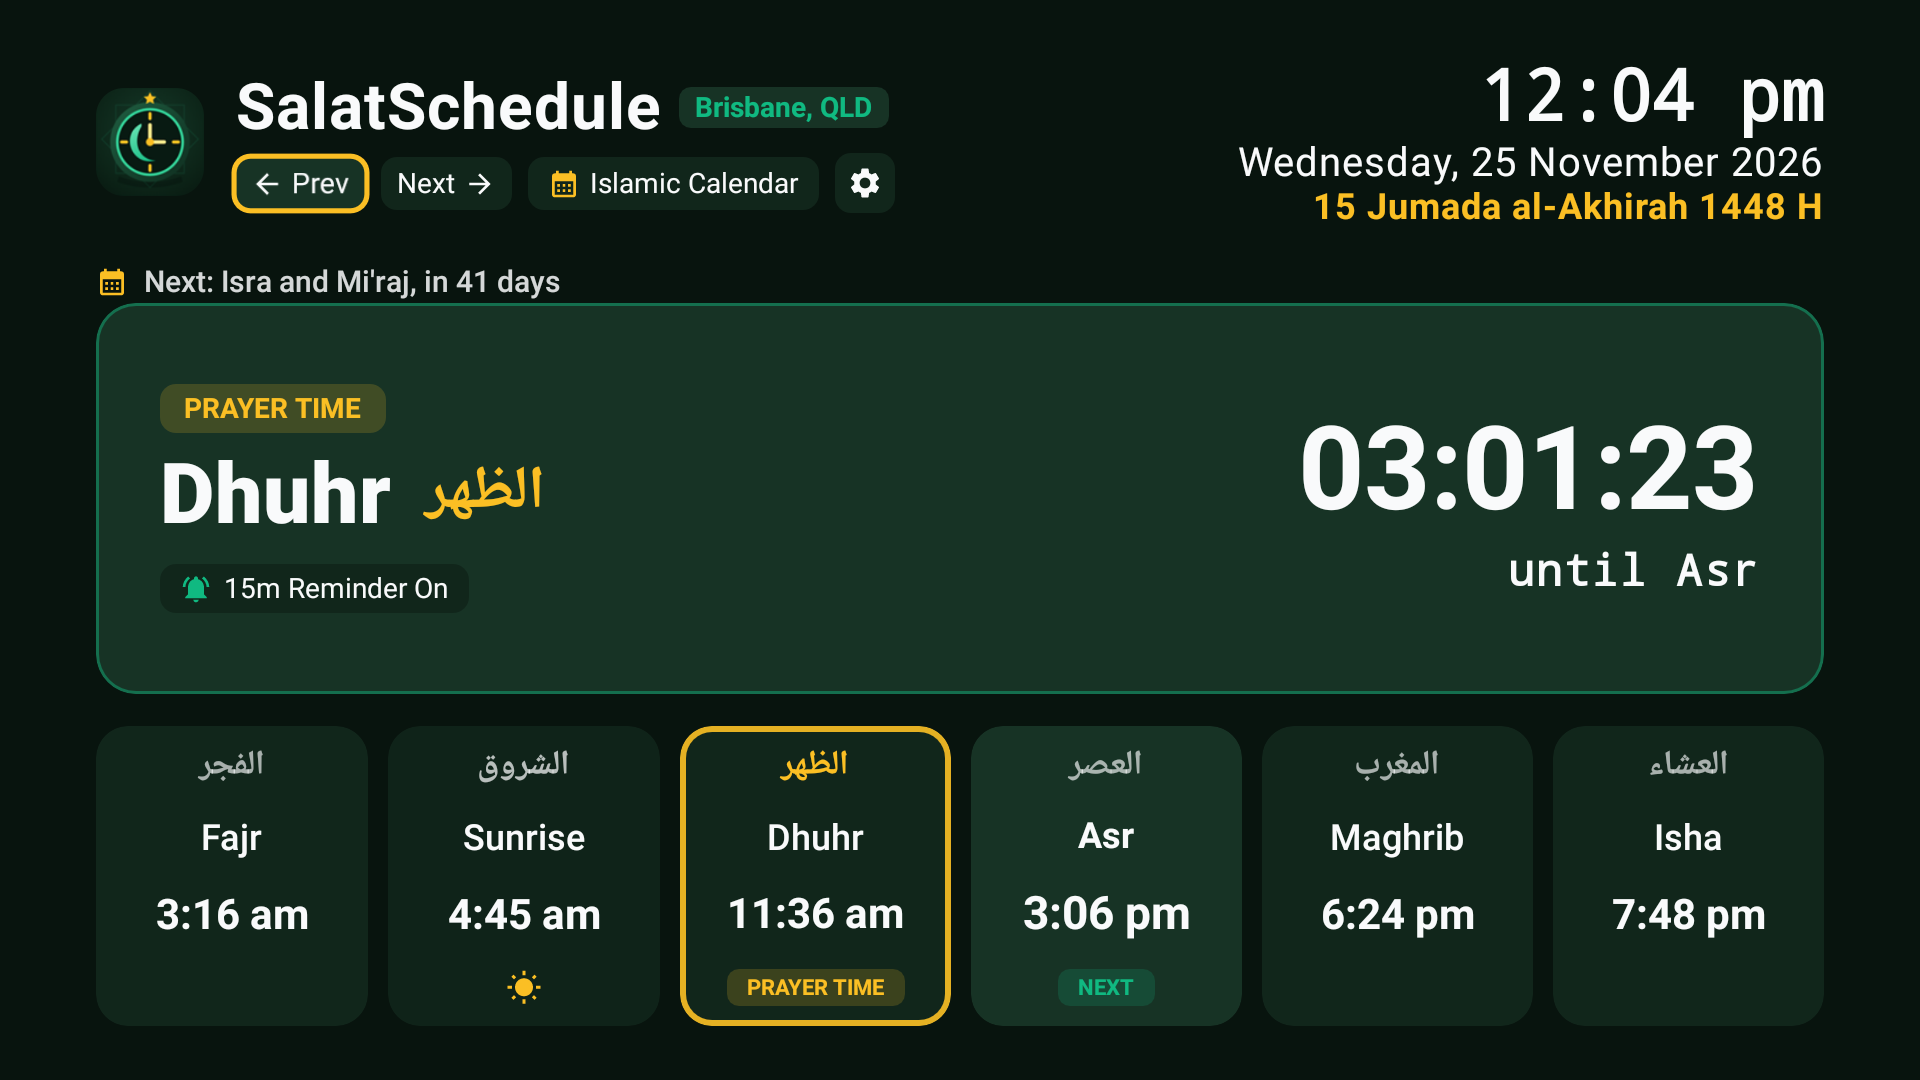 SalatSchedule
Brisbane, QLD
← Prev
Next →
Islamic Calendar
12:04 pm
Wednesday, 25 November 2026
15 Jumada al-Akhirah 1448 H
Next: Isra and Mi'raj, in 41 days
PRAYER TIME
Dhuhr الظهر
15m Reminder On
03:01:23
until Asr
الفجر
Fajr
3:16 am
الشروق
Sunrise
4:45 am
الظهر
Dhuhr
11:36 am
PRAYER TIME
العصر
Asr
3:06 pm
NEXT
المغرب
Maghrib
6:24 pm
العشاء
Isha
7:48 pm